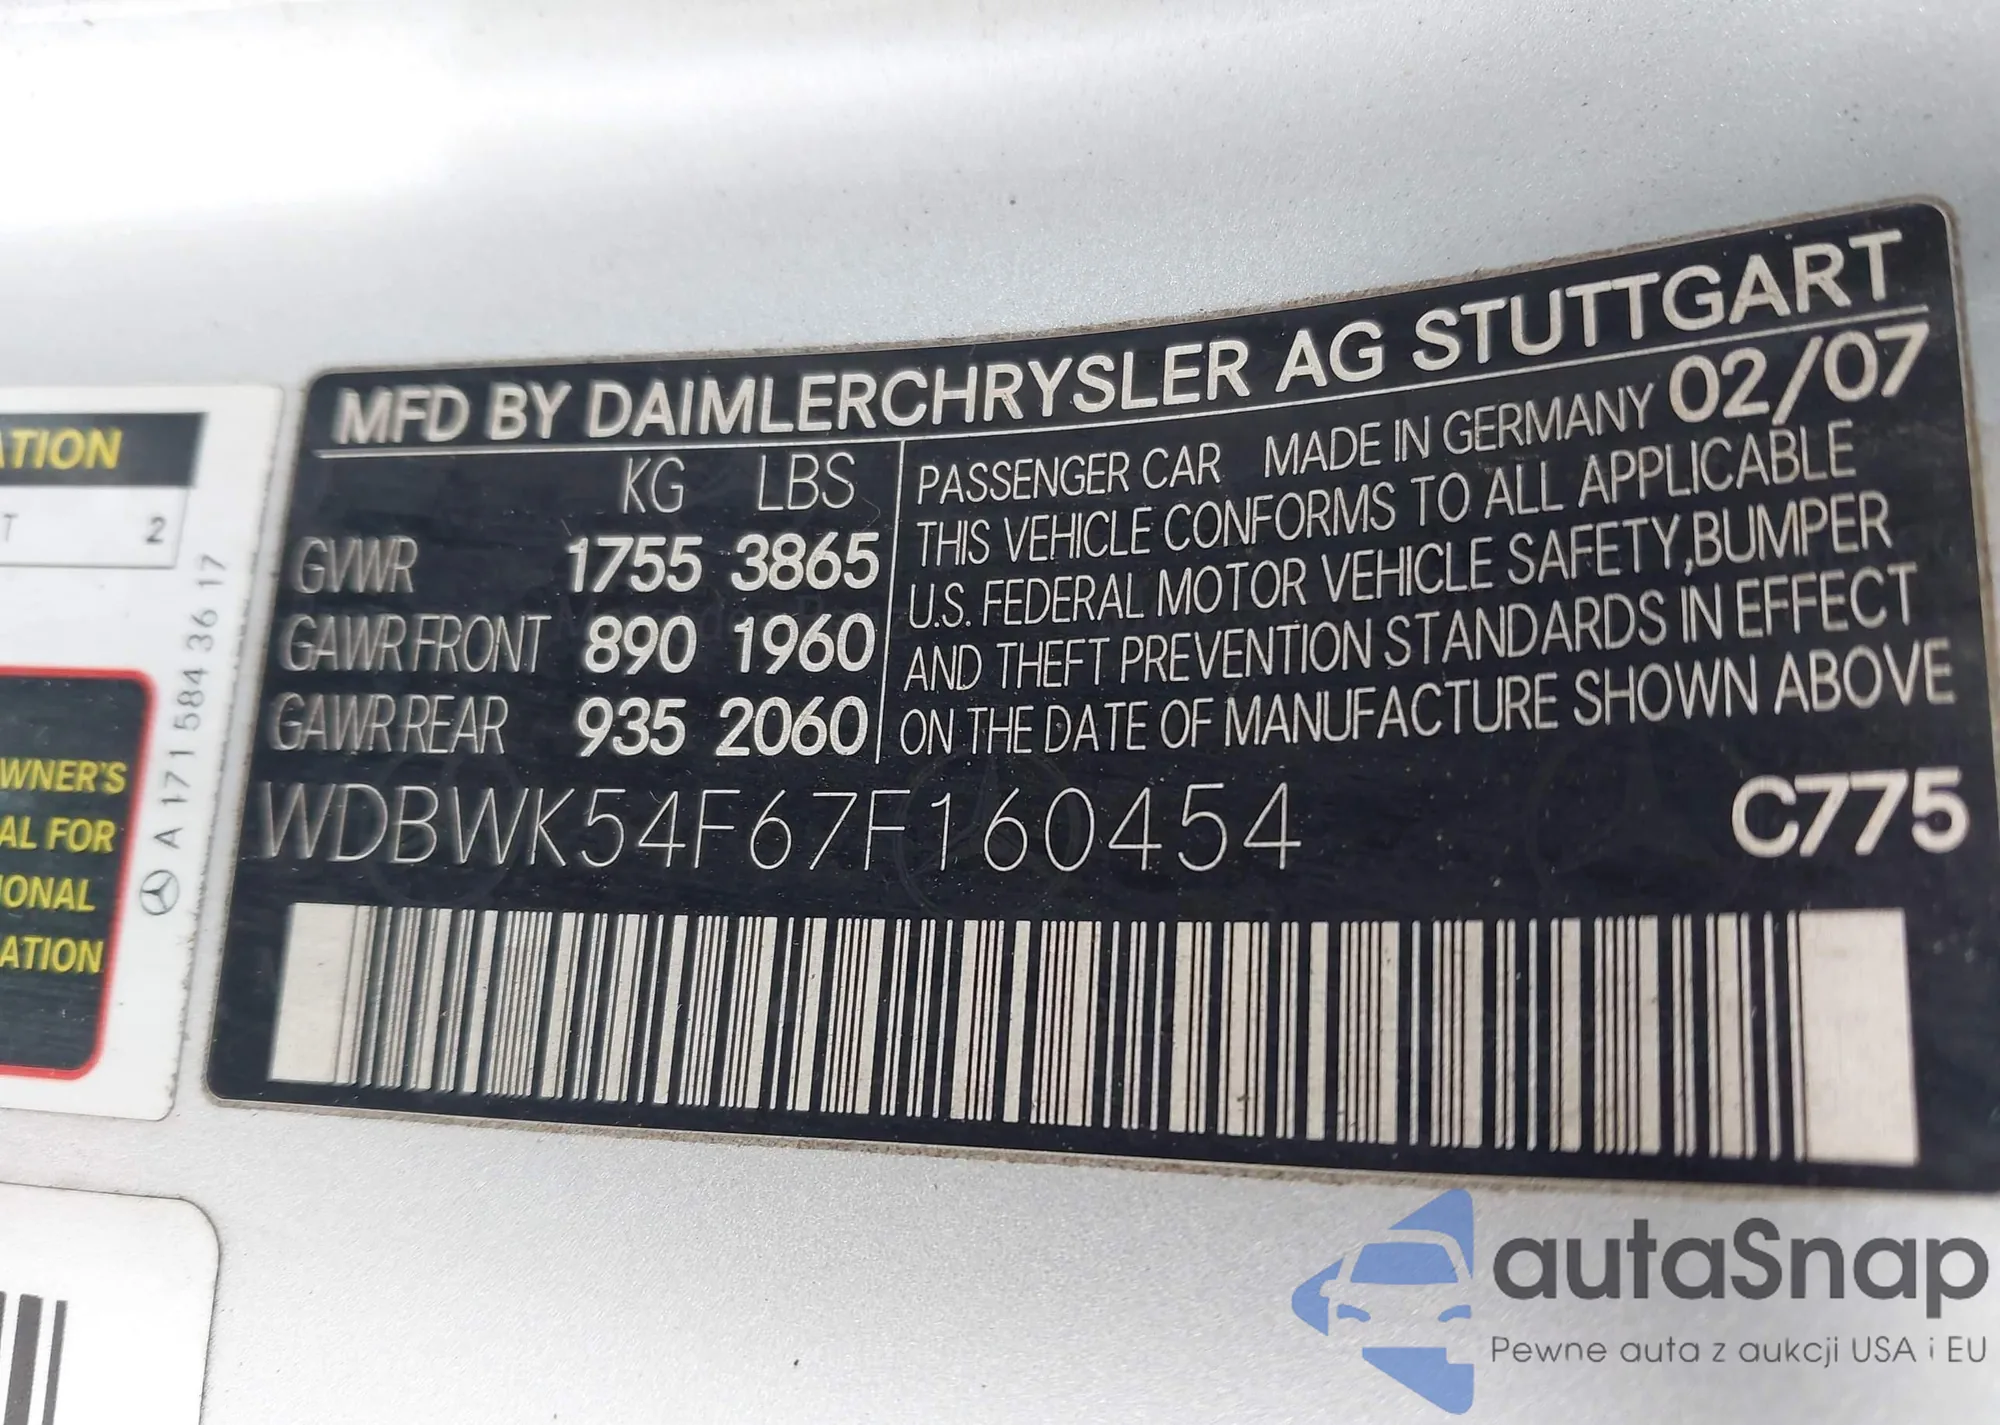 ATION
T 2
WNER'S
AL FOR
IONAL
ATION
A 171 584 36 17
MFD BY DAIMLERCHRYSLER AG STUTTGART
KG LBS
GVWR 1755 3865
GAWR FRONT 890 1960
GAWR REAR 935 2060
PASSENGER CAR MADE IN GERMANY 02/07
THIS VEHICLE CONFORMS TO ALL APPLICABLE
U.S. FEDERAL MOTOR VEHICLE SAFETY,BUMPER
AND THEFT PREVENTION STANDARDS IN EFFECT
ON THE DATE OF MANUFACTURE SHOWN ABOVE
WDBWK54F67F160454 C775
autaSnap
Pewne auta z aukcji USA i EU